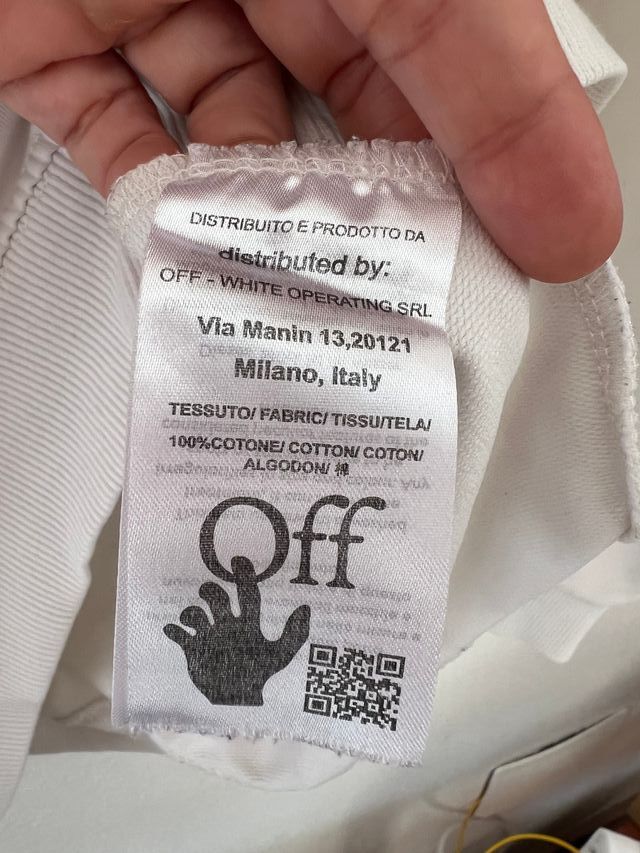 DISTRIBUITO E PRODOTTO DA
distributed by:
OFF - WHITE OPERATING SRL
Via Manin 13,20121
Milano, Italy
TESSUTO/ FABRIC/ TISSU/TELA/
100%COTONE/ COTTON/ COTON/
ALGODON/ 棉
Off